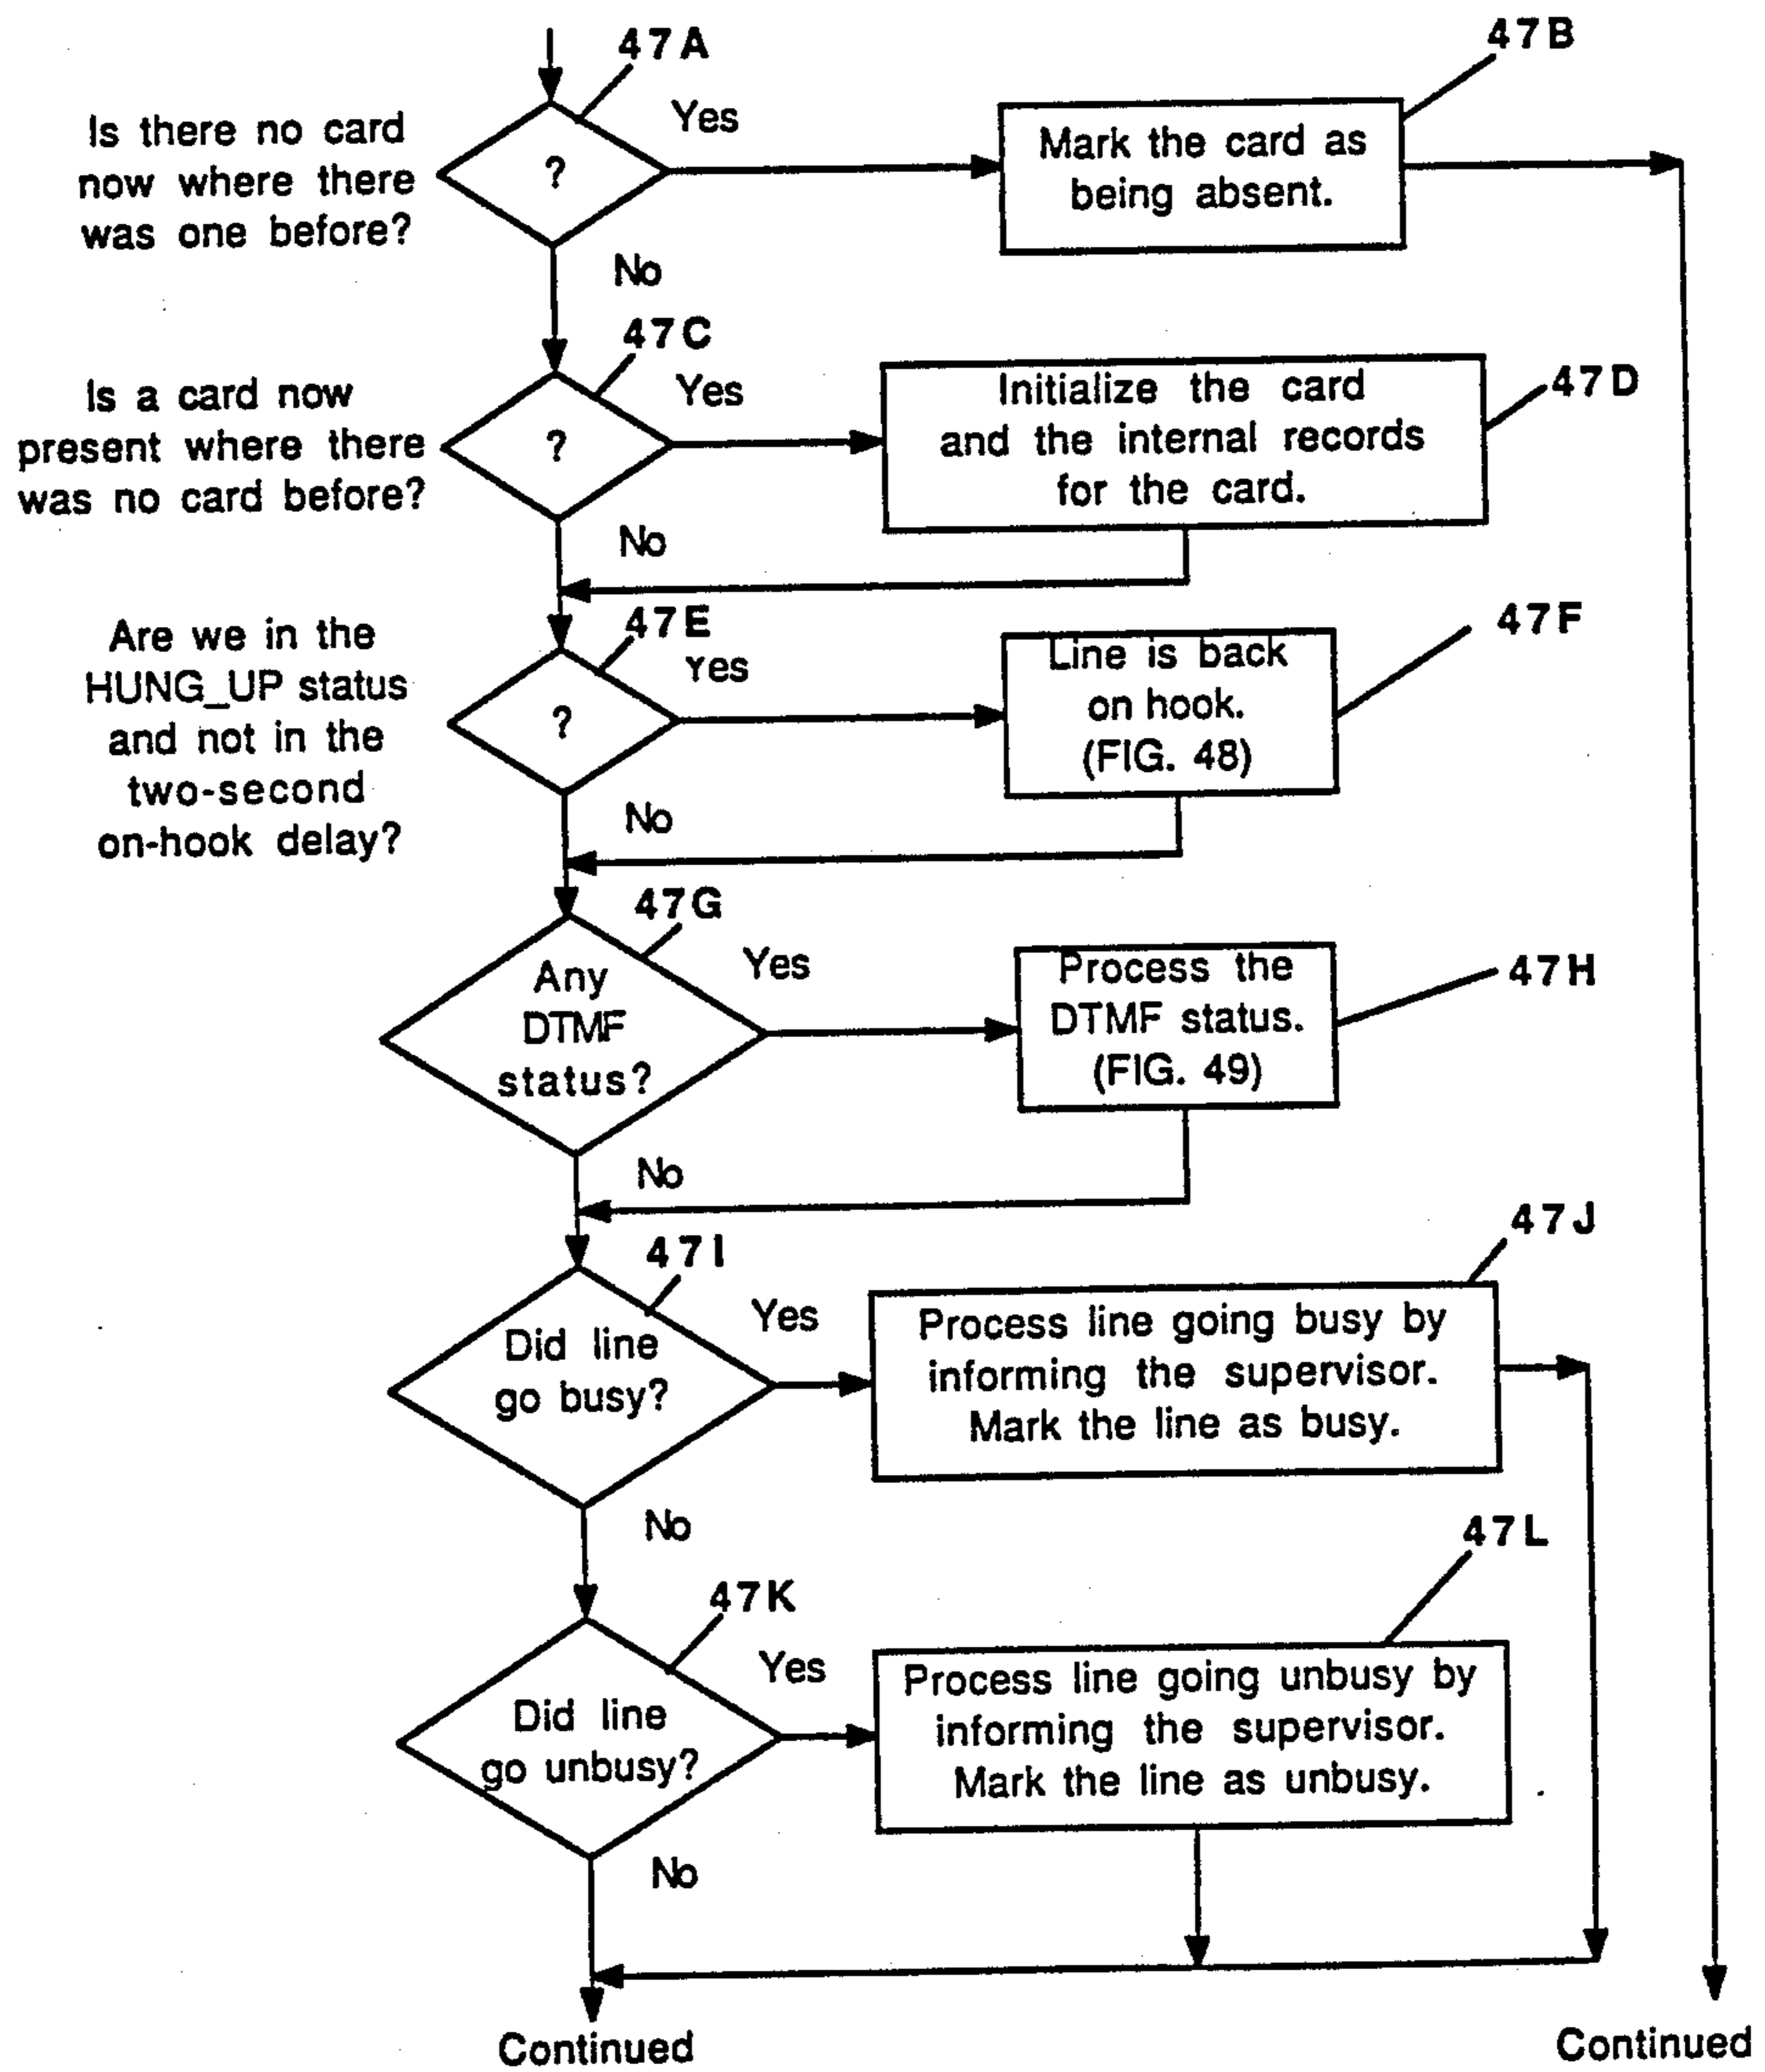 47A
47B
Yes
Is there no card
now where there
was one before?
?
Mark the card as
being absent.
No
47C
47D
Yes
Is a card now
present where there
was no card before?
?
Initialize the card
and the internal records
for the card.
No
47E
47F
Yes
Are we in the
HUNG_UP status
and not in the
two-second
on-hook delay?
?
Line is back
on hook.
(FIG. 48)
No
47G
47H
Yes
Any
DTMF
status?
Process the
DTMF status.
(FIG. 49)
No
47I
47J
Yes
Did line
go busy?
Process line going busy by
informing the supervisor.
Mark the line as busy.
No
47K
47L
Yes
Did line
go unbusy?
Process line going unbusy by
informing the supervisor.
Mark the line as unbusy.
No
Continued
Continued